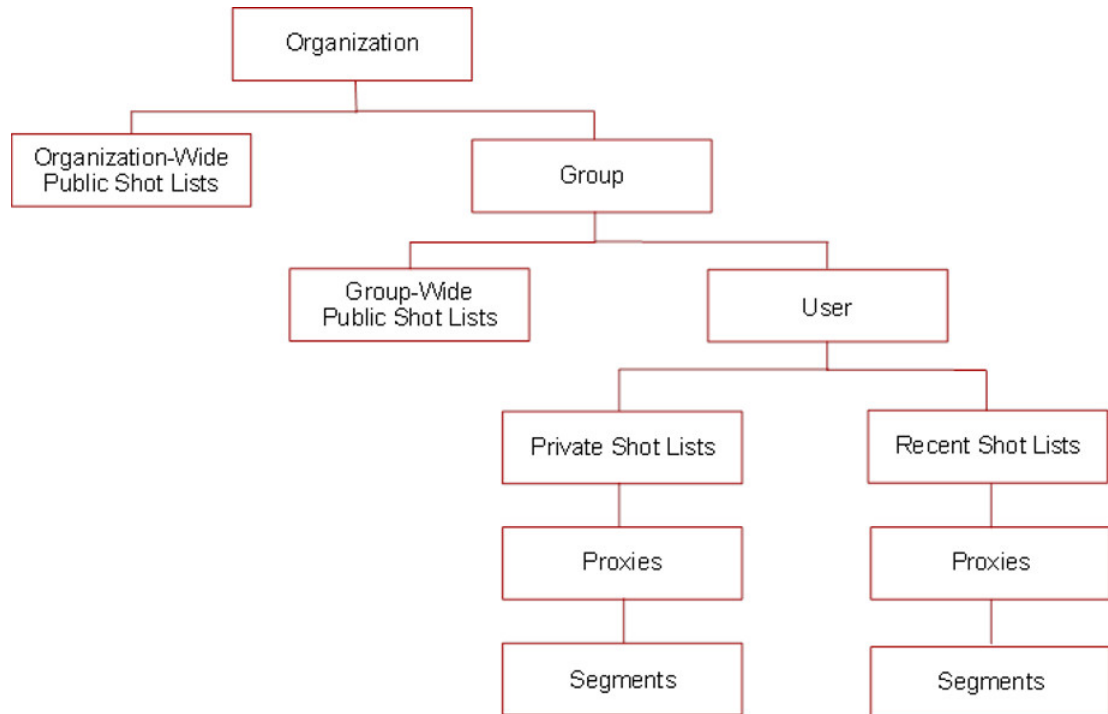 Organization
Organization-Wide
Public Shot Lists
Group
Group-Wide
Public Shot Lists
User
Private Shot Lists
Recent Shot Lists
Proxies
Proxies
Segments
Segments